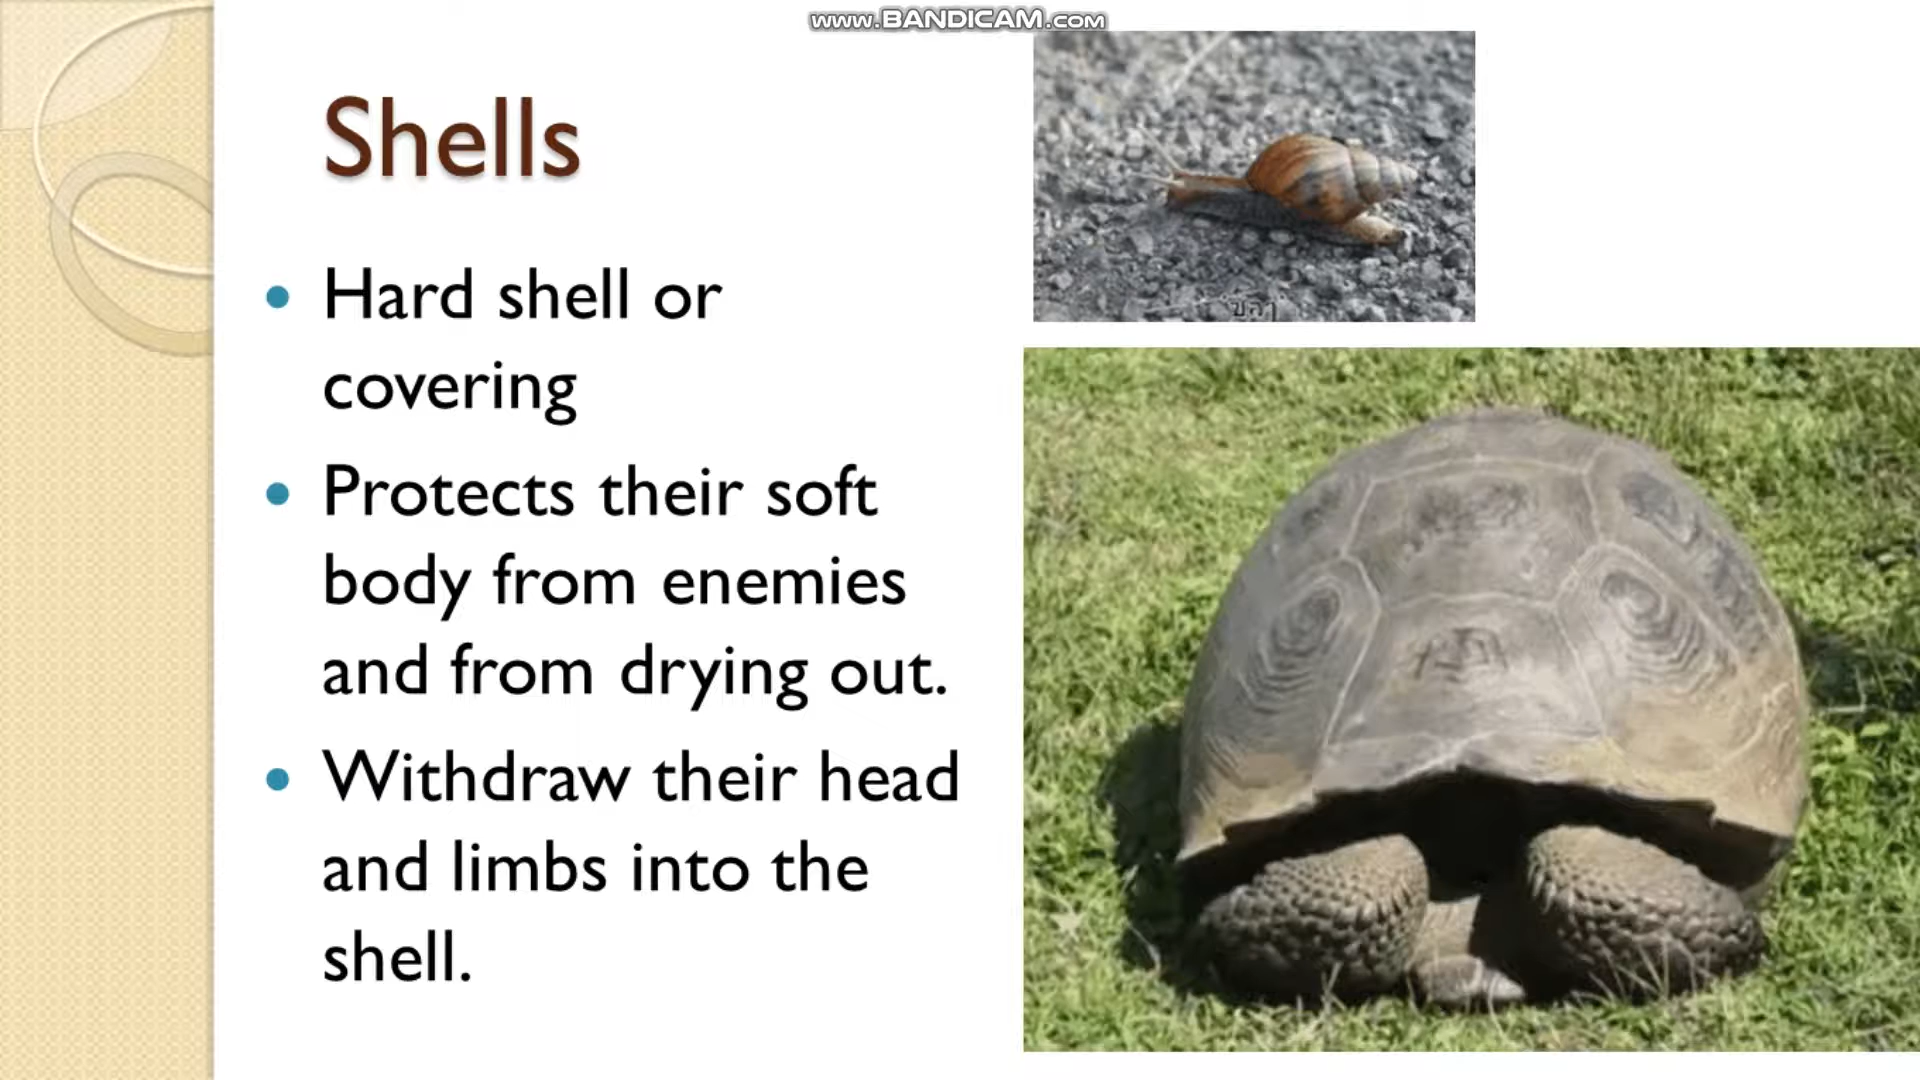 www.BANDICAM.com
Shells
Hard shell or
covering
Protects their soft
body from enemies
and from drying out.
Withdraw their head
and limbs into the
shell.